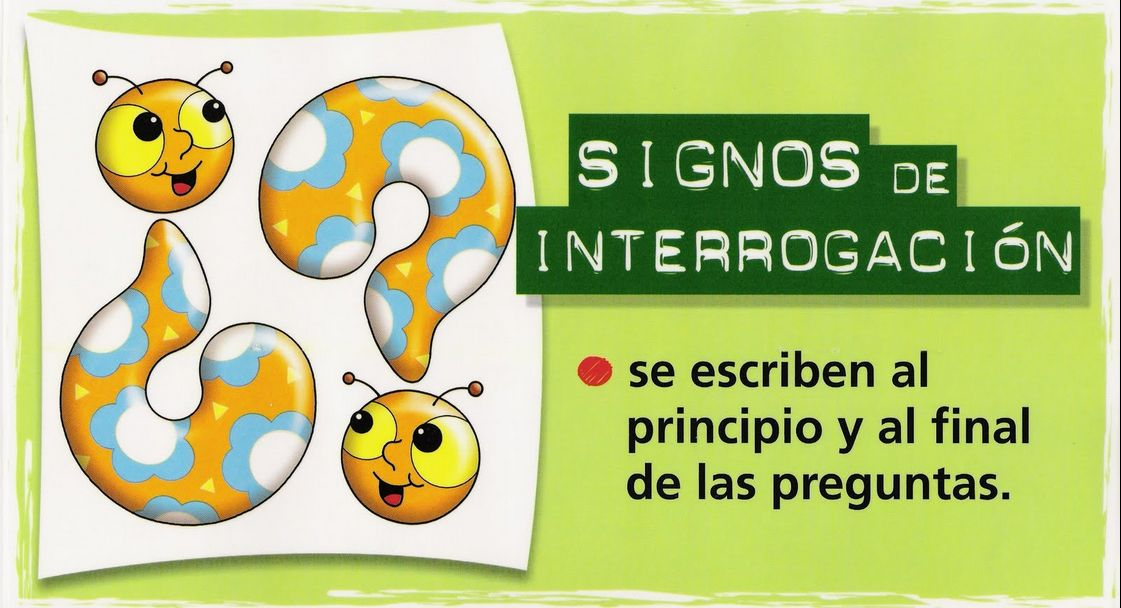 ¿?
SIGNOS DE
INTERROGACIÓN
se escriben al
principio y al final
de las preguntas.